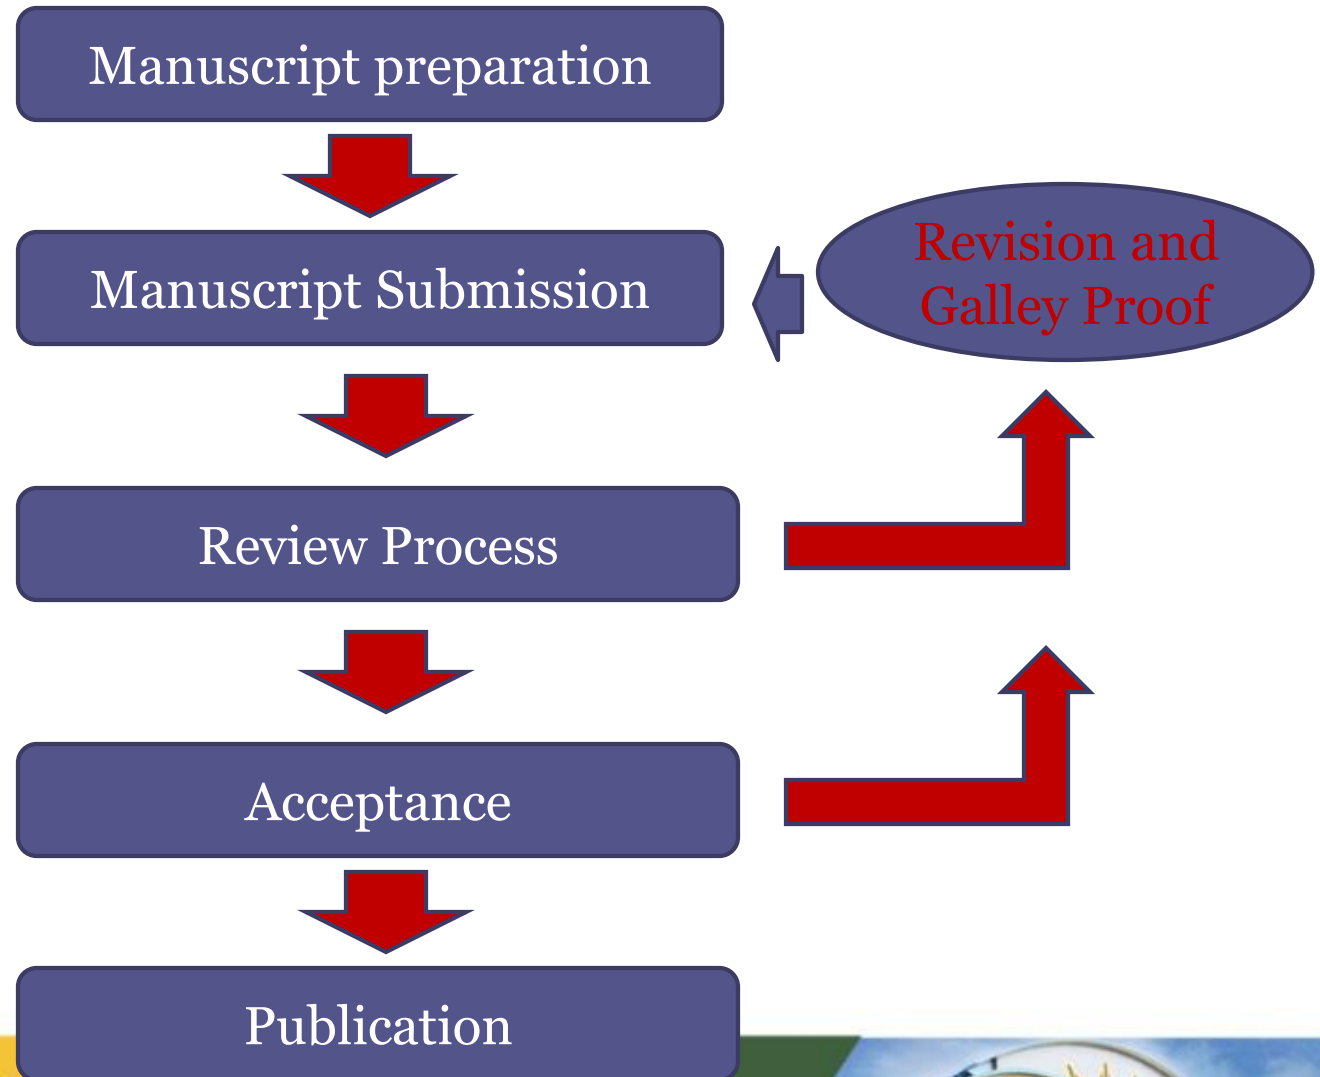 Manuscript preparation
Manuscript Submission
Revision and
Galley Proof
Review Process
Acceptance
Publication